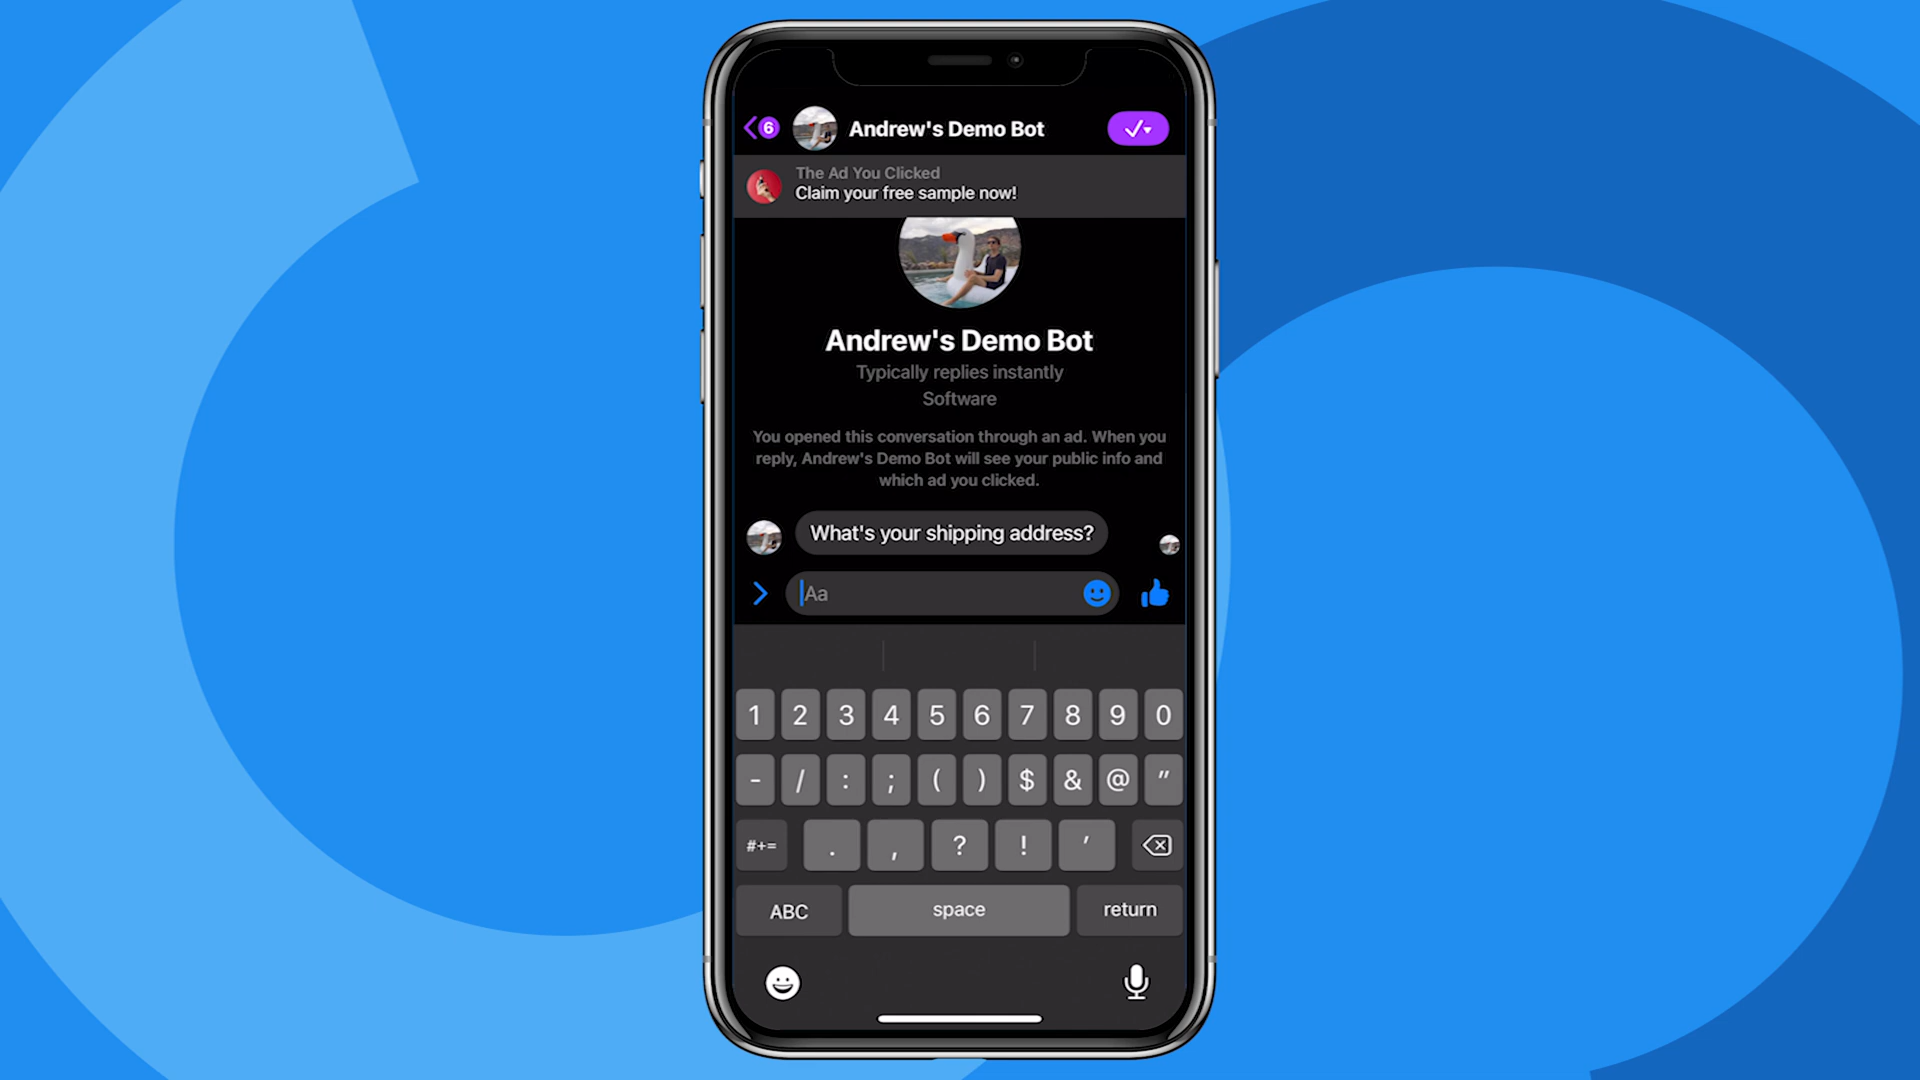 6
Andrew's Demo Bot
The Ad You Clicked
Claim your free sample now!
Andrew's Demo Bot
Typically replies instantly
Software
You opened this conversation through an ad. When you
reply, Andrew's Demo Bot will see your public info and
which ad you clicked.
What's your shipping address?
Aa
1 2 3 4 5 6 7 8 9 0
- / : ; ( ) $ & @ "
#+= . , ? ! '
ABC space return